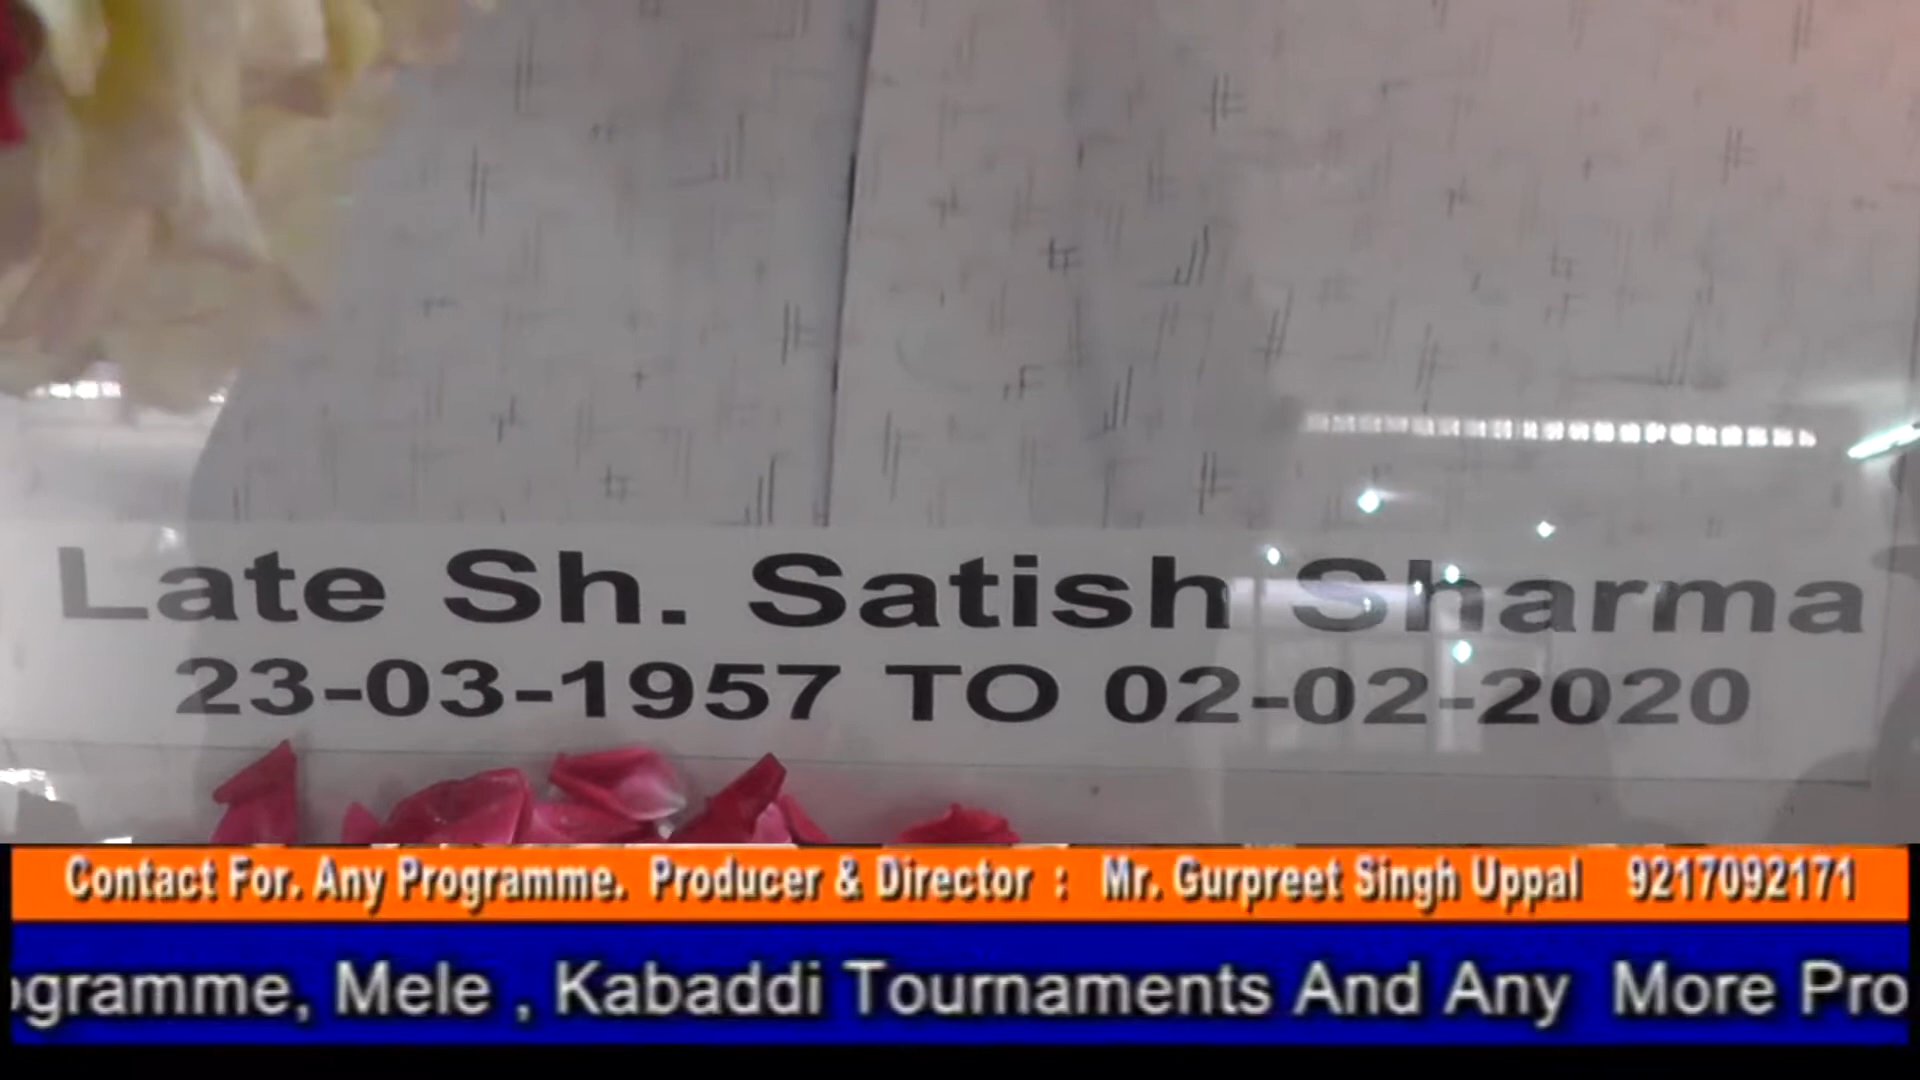 Late Sh. Satish Sharma
23-03-1957 TO 02-02-2020
Contact For. Any Programme. Producer & Director : Mr. Gurpreet Singh Uppal 9217092171
ogramme, Mele , Kabaddi Tournaments And Any More Pro